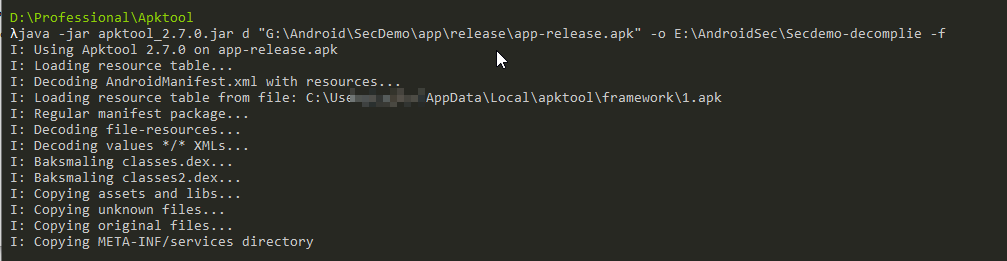 D:\Professional\Apktool
λjava -jar apktool_2.7.0.jar d "G:\Android\SecDemo\app\release\app-release.apk" -o E:\AndroidSec\Secdemo-decomplie -f
I: Using Apktool 2.7.0 on app-release.apk
I: Loading resource table...
I: Decoding AndroidManifest.xml with resources...
I: Loading resource table from file: C:\Use AppData\Local\apktool\framework\1.apk
I: Regular manifest package...
I: Decoding file-resources...
I: Decoding values */* XMLs...
I: Baksmaling classes.dex...
I: Baksmaling classes2.dex...
I: Copying assets and libs...
I: Copying unknown files...
I: Copying original files...
I: Copying META-INF/services directory